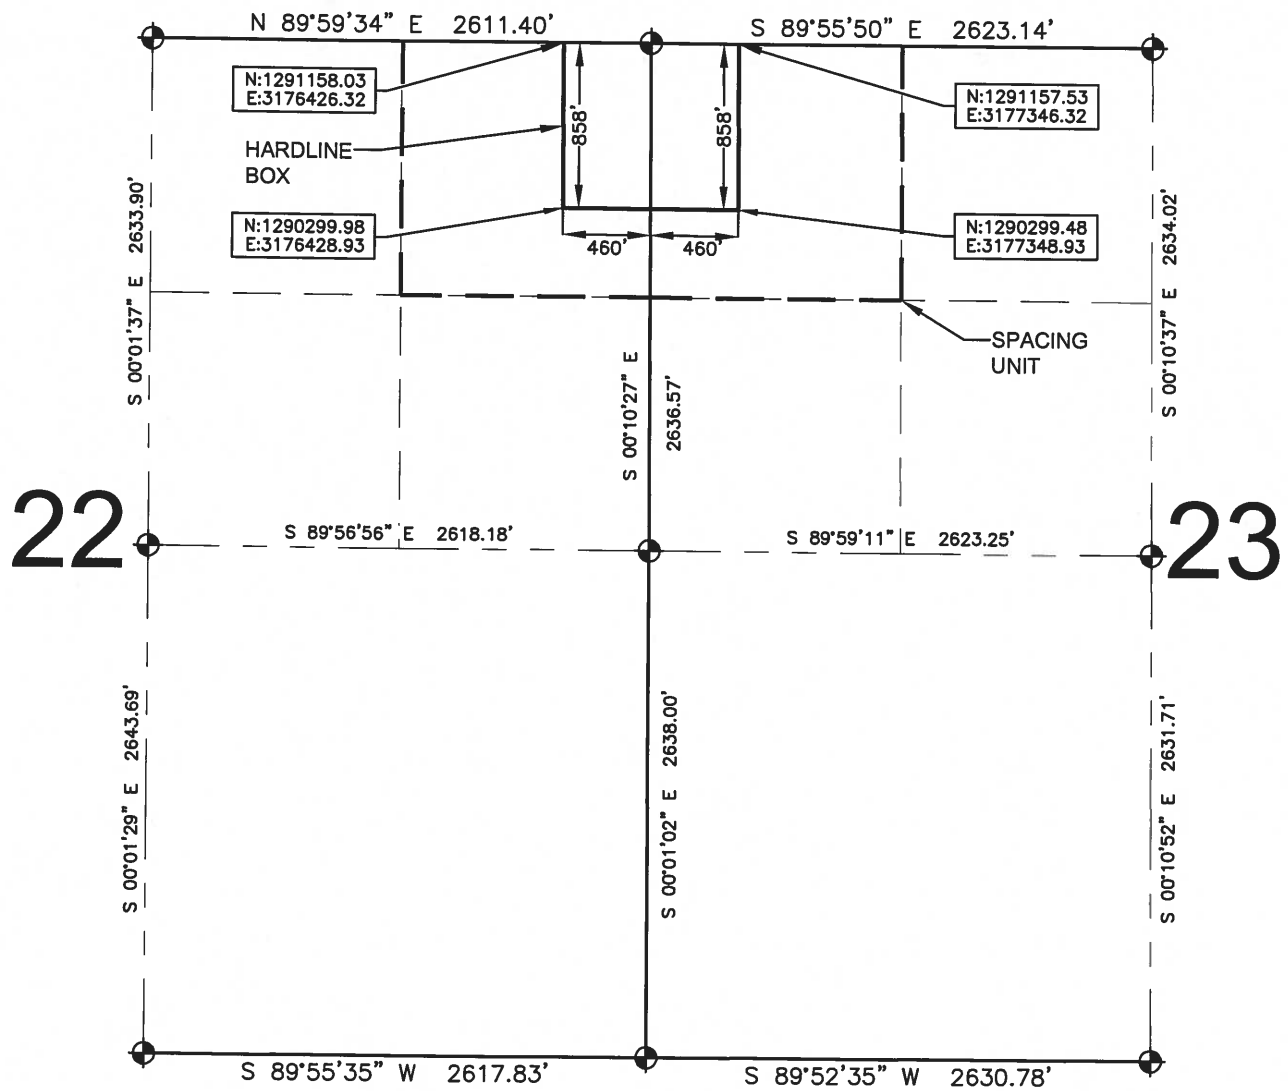 N 89°59'34" E 2611.40'
S 89°55'50" E 2623.14'
N:1291158.03
E:3176426.32
N:1291157.53
E:3177346.32
858'
858'
HARDLINE
BOX
N:1290299.98
E:3176428.93
N:1290299.48
E:3177348.93
460'
460'
S 00°01'37" E 2633.90'
S 00°10'37" E 2634.02'
SPACING
UNIT
S 00°10'27" E
2636.57'
22
S 89°56'56" E 2618.18'
S 89°59'11" E 2623.25'
23
S 00°01'29" E 2643.69'
S 00°01'02" E 2638.00'
S 00°10'52" E 2631.71'
S 89°55'35" W 2617.83'
S 89°52'35" W 2630.78'